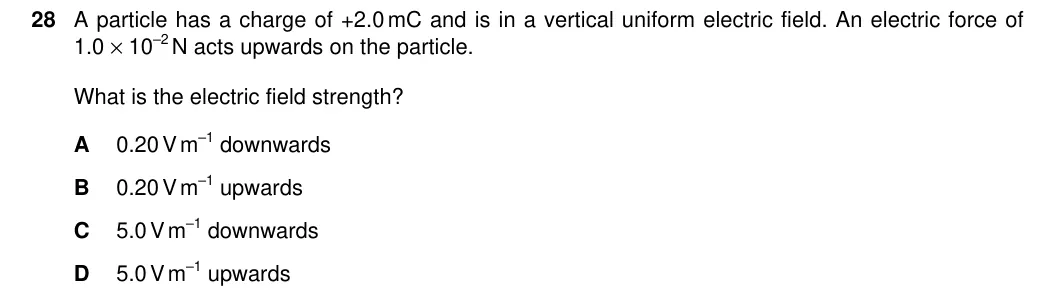 28 A particle has a charge of +2.0 mC and is in a vertical uniform electric field. An electric force of
1.0 × 10⁻² N acts upwards on the particle.
What is the electric field strength?
A 0.20 V m⁻¹ downwards
B 0.20 V m⁻¹ upwards
C 5.0 V m⁻¹ downwards
D 5.0 V m⁻¹ upwards